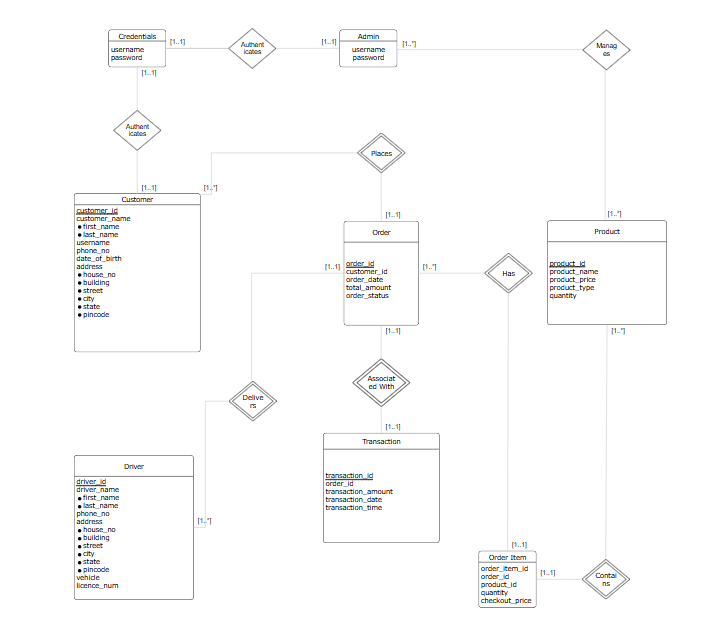 Credentials
username
password
[1..1]
[1..1]
Authent
icates
[1..1]
Admin
username
password
[1..*]
Manag
es
Authent
icates
[1..1]
Places
[1..*]
Customer
customer_id
customer_name
first_name
last_name
username
phone_no
date_of_birth
address
house_no
building
street
city
state
pincode
[1..1]
Order
order_id
customer_id
order_date
total_amount
order_status
[1..1]
[1..*]
[1..1]
Has
[1..*]
Product
product_id
product_name
product_price
product_type
quantity
[1..*]
Associat
ed With
[1..1]
Delive
rs
[1..*]
Transaction
transaction_id
order_id
transaction_amount
transaction_date
transaction_time
Driver
driver_id
driver_name
first_name
last_name
phone_no
address
house_no
building
street
city
state
pincode
vehicle
licence_num
[1..1]
Order Item
order_item_id
order_id
product_id
quantity
checkout_price
[1..1]
Contai
ns